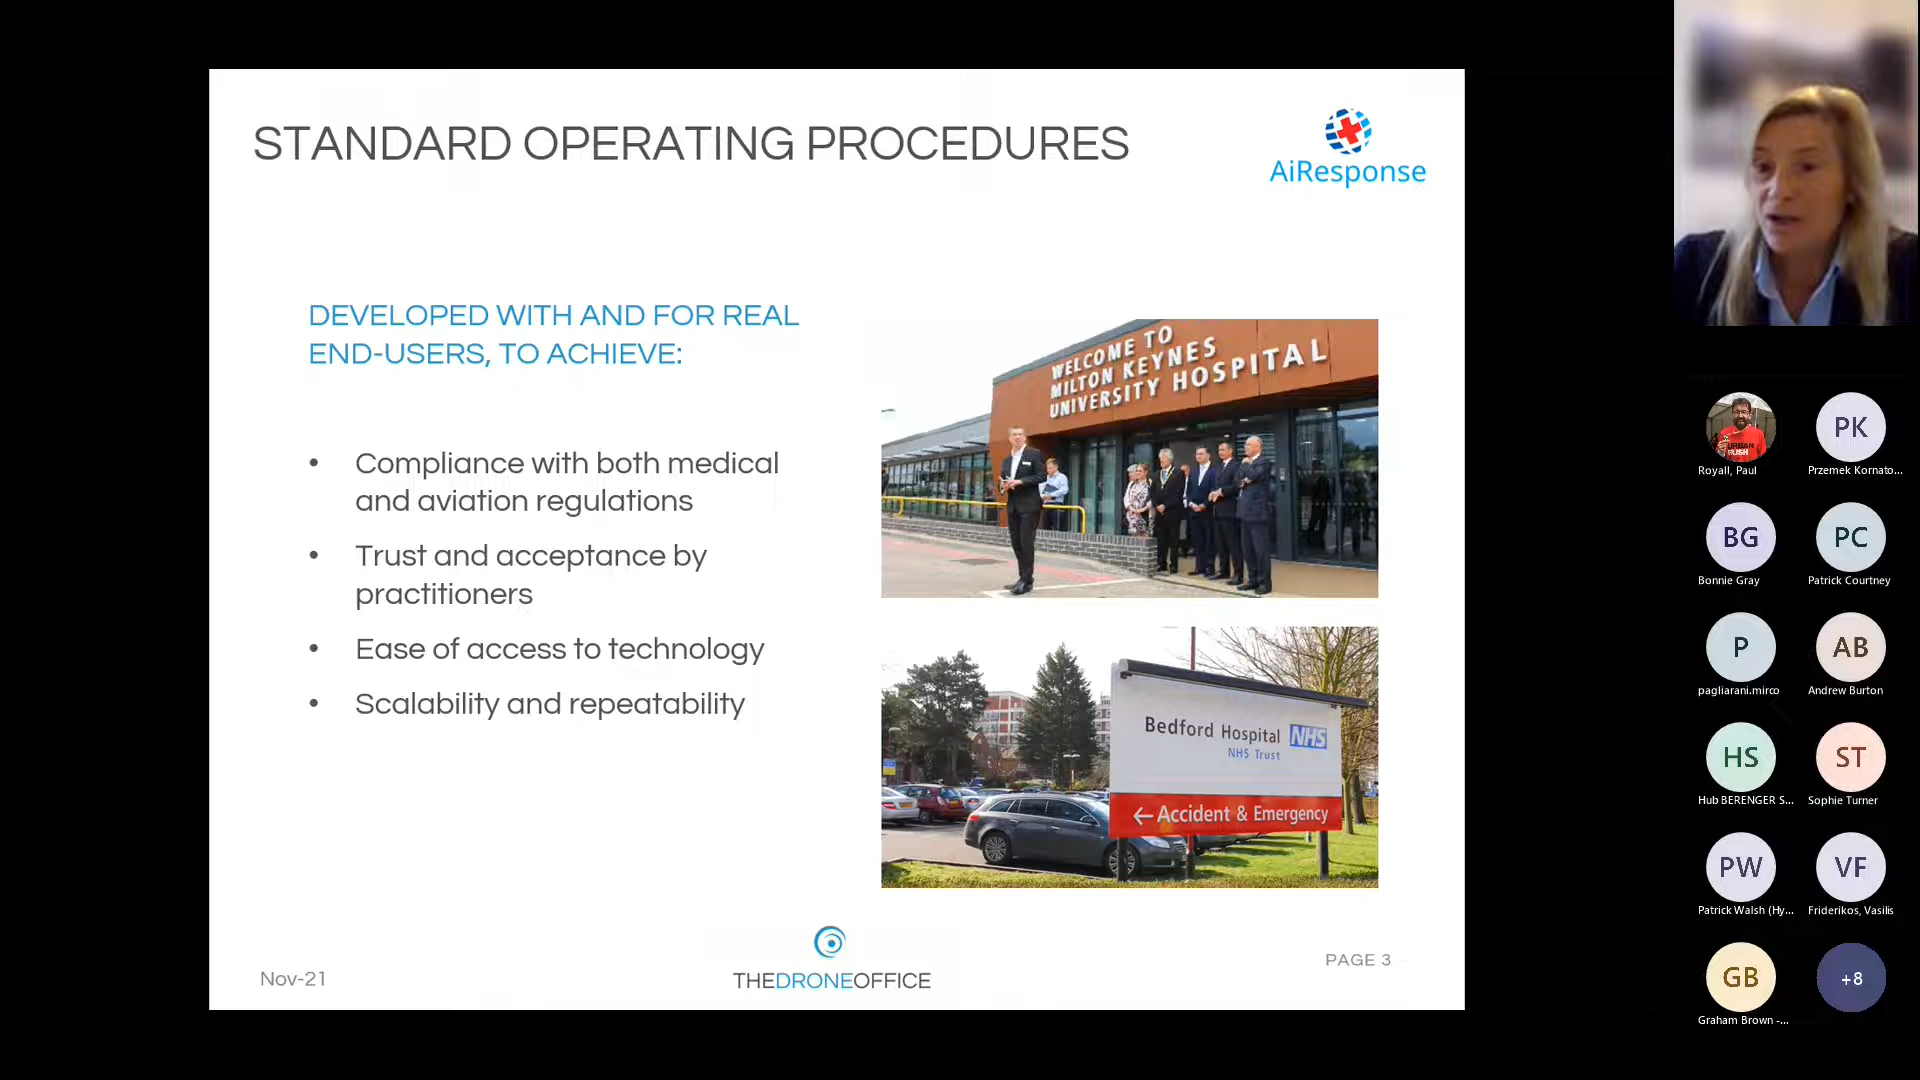 STANDARD OPERATING PROCEDURES
AiResponse
DEVELOPED WITH AND FOR REAL
END-USERS, TO ACHIEVE:
• Compliance with both medical
and aviation regulations
• Trust and acceptance by
practitioners
• Ease of access to technology
• Scalability and repeatability
WELCOME TO
MILTON KEYNES
UNIVERSITY HOSPITAL
Bedford Hospital NHS
NHS Trust
←Accident & Emergency
Nov-21
THEDRONEOFFICE
PAGE 3
URBAN
RUSH
Royall, Paul
PK
Przemek Kornato...
BG
Bonnie Gray
PC
Patrick Courtney
P
pagliarani.mirco
AB
Andrew Burton
HS
Hub BERENGER S...
ST
Sophie Turner
PW
Patrick Walsh (Hy...
VF
Friderikos, Vasilis
GB
Graham Brown -...
+8